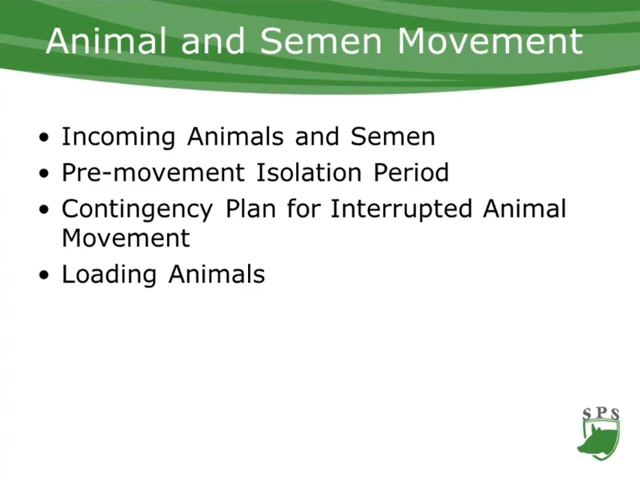 Animal and Semen Movement
• Incoming Animals and Semen
• Pre-movement Isolation Period
• Contingency Plan for Interrupted Animal
Movement
• Loading Animals
SPS